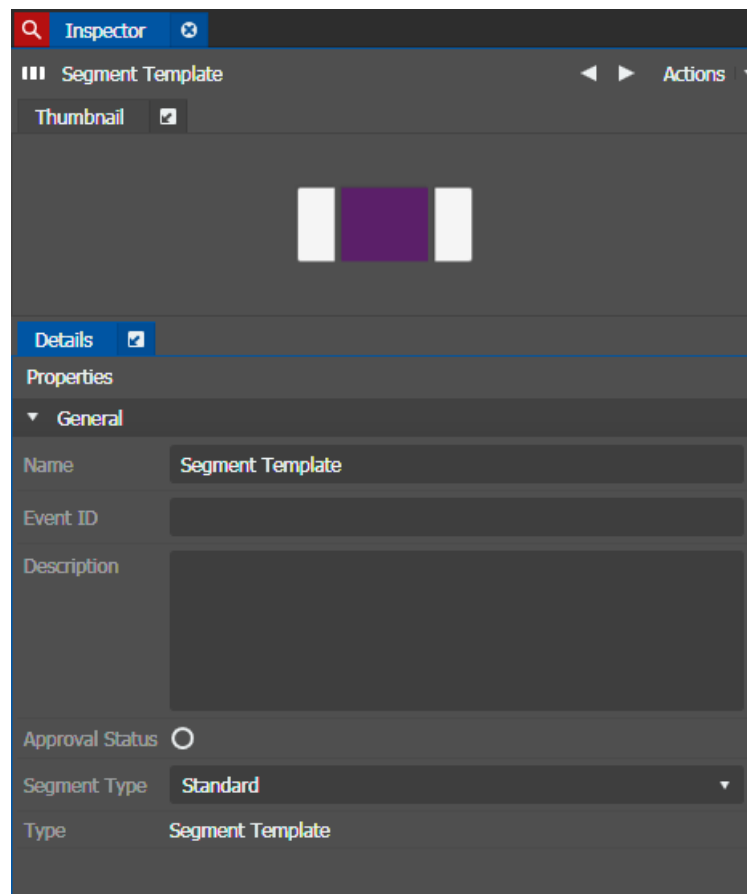 Inspector
Segment Template
Actions
Thumbnail
Details
Properties
General
Name
Segment Template
Event ID
Description
Approval Status
Segment Type
Standard
Type
Segment Template